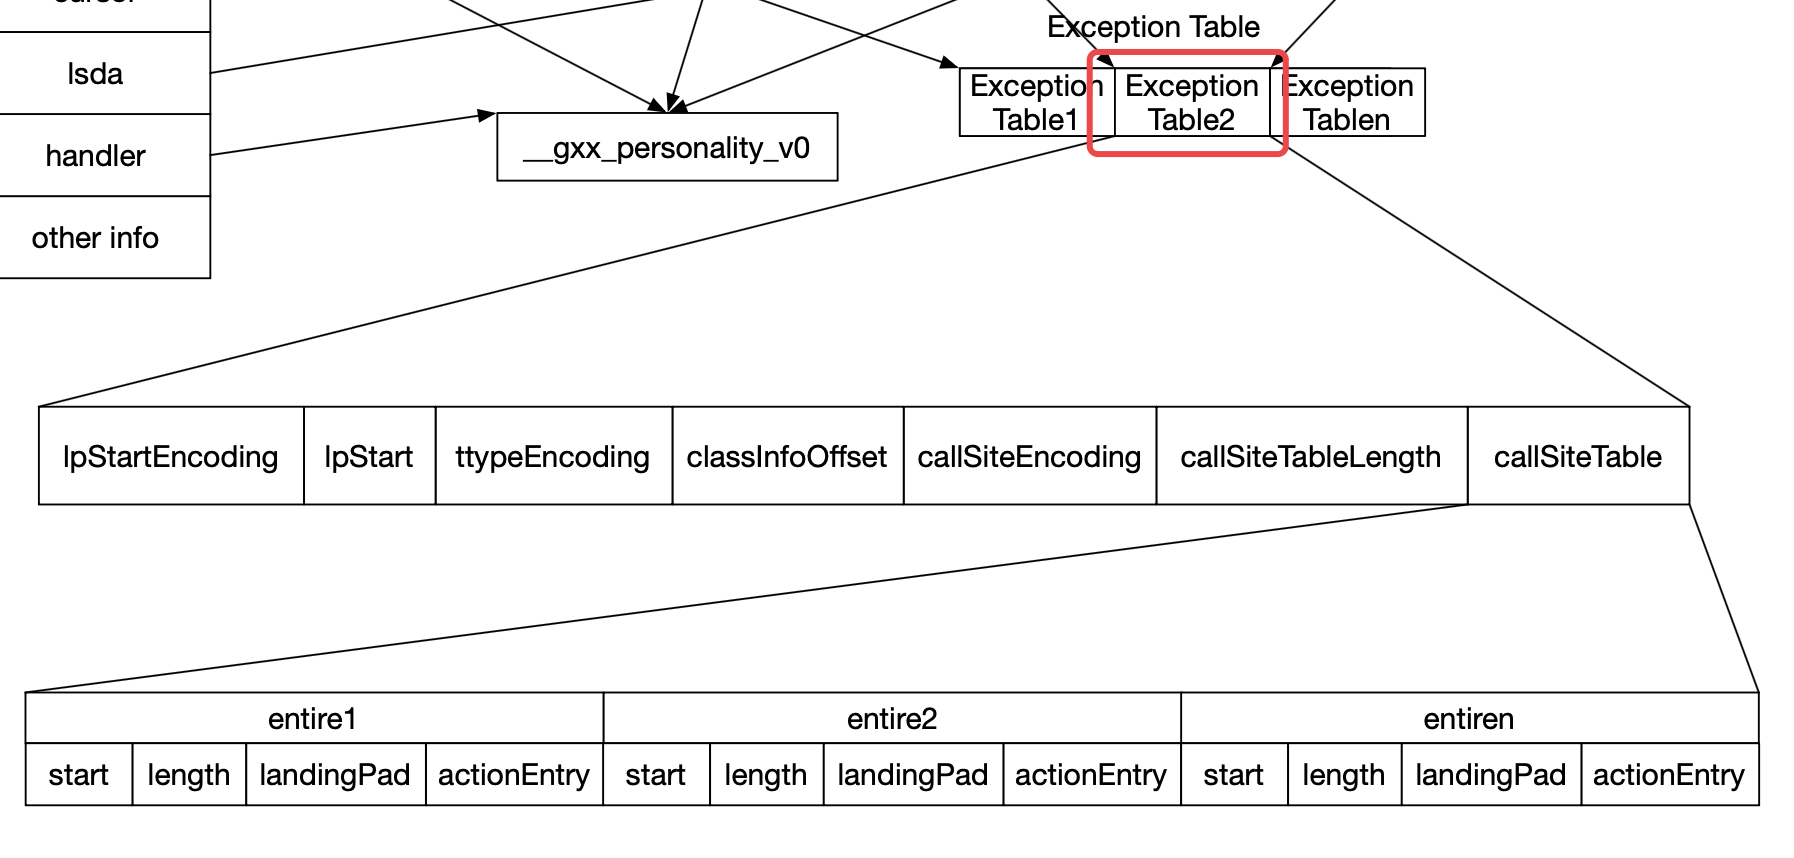 Exception Table
lsda
Exception
Table1
Exception
Table2
Exception
Tablen
handler
__gxx_personality_v0
other info
lpStartEncoding
lpStart
ttypeEncoding
classInfoOffset
callSiteEncoding
callSiteTableLength
callSiteTable
entire1
entire2
entiren
start
length
landingPad
actionEntry
start
length
landingPad
actionEntry
start
length
landingPad
actionEntry